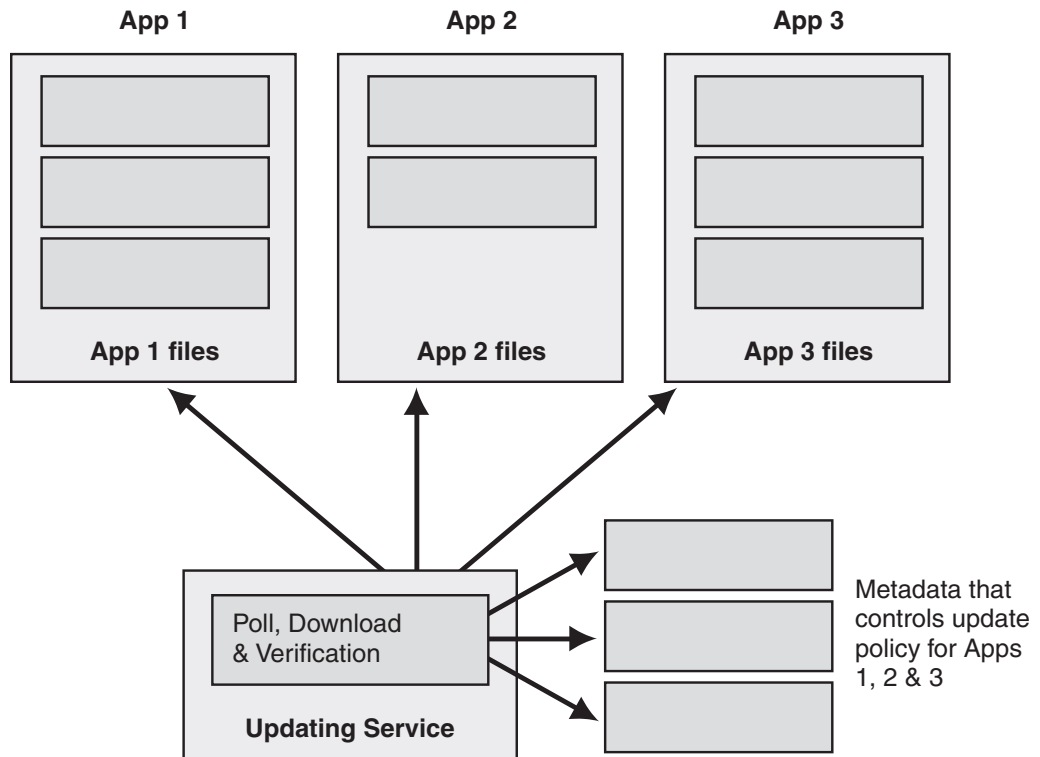 App 1
App 2
App 3
App 1 files
App 2 files
App 3 files
Poll, Download
& Verification
Updating Service
Metadata that
controls update
policy for Apps
1, 2 & 3